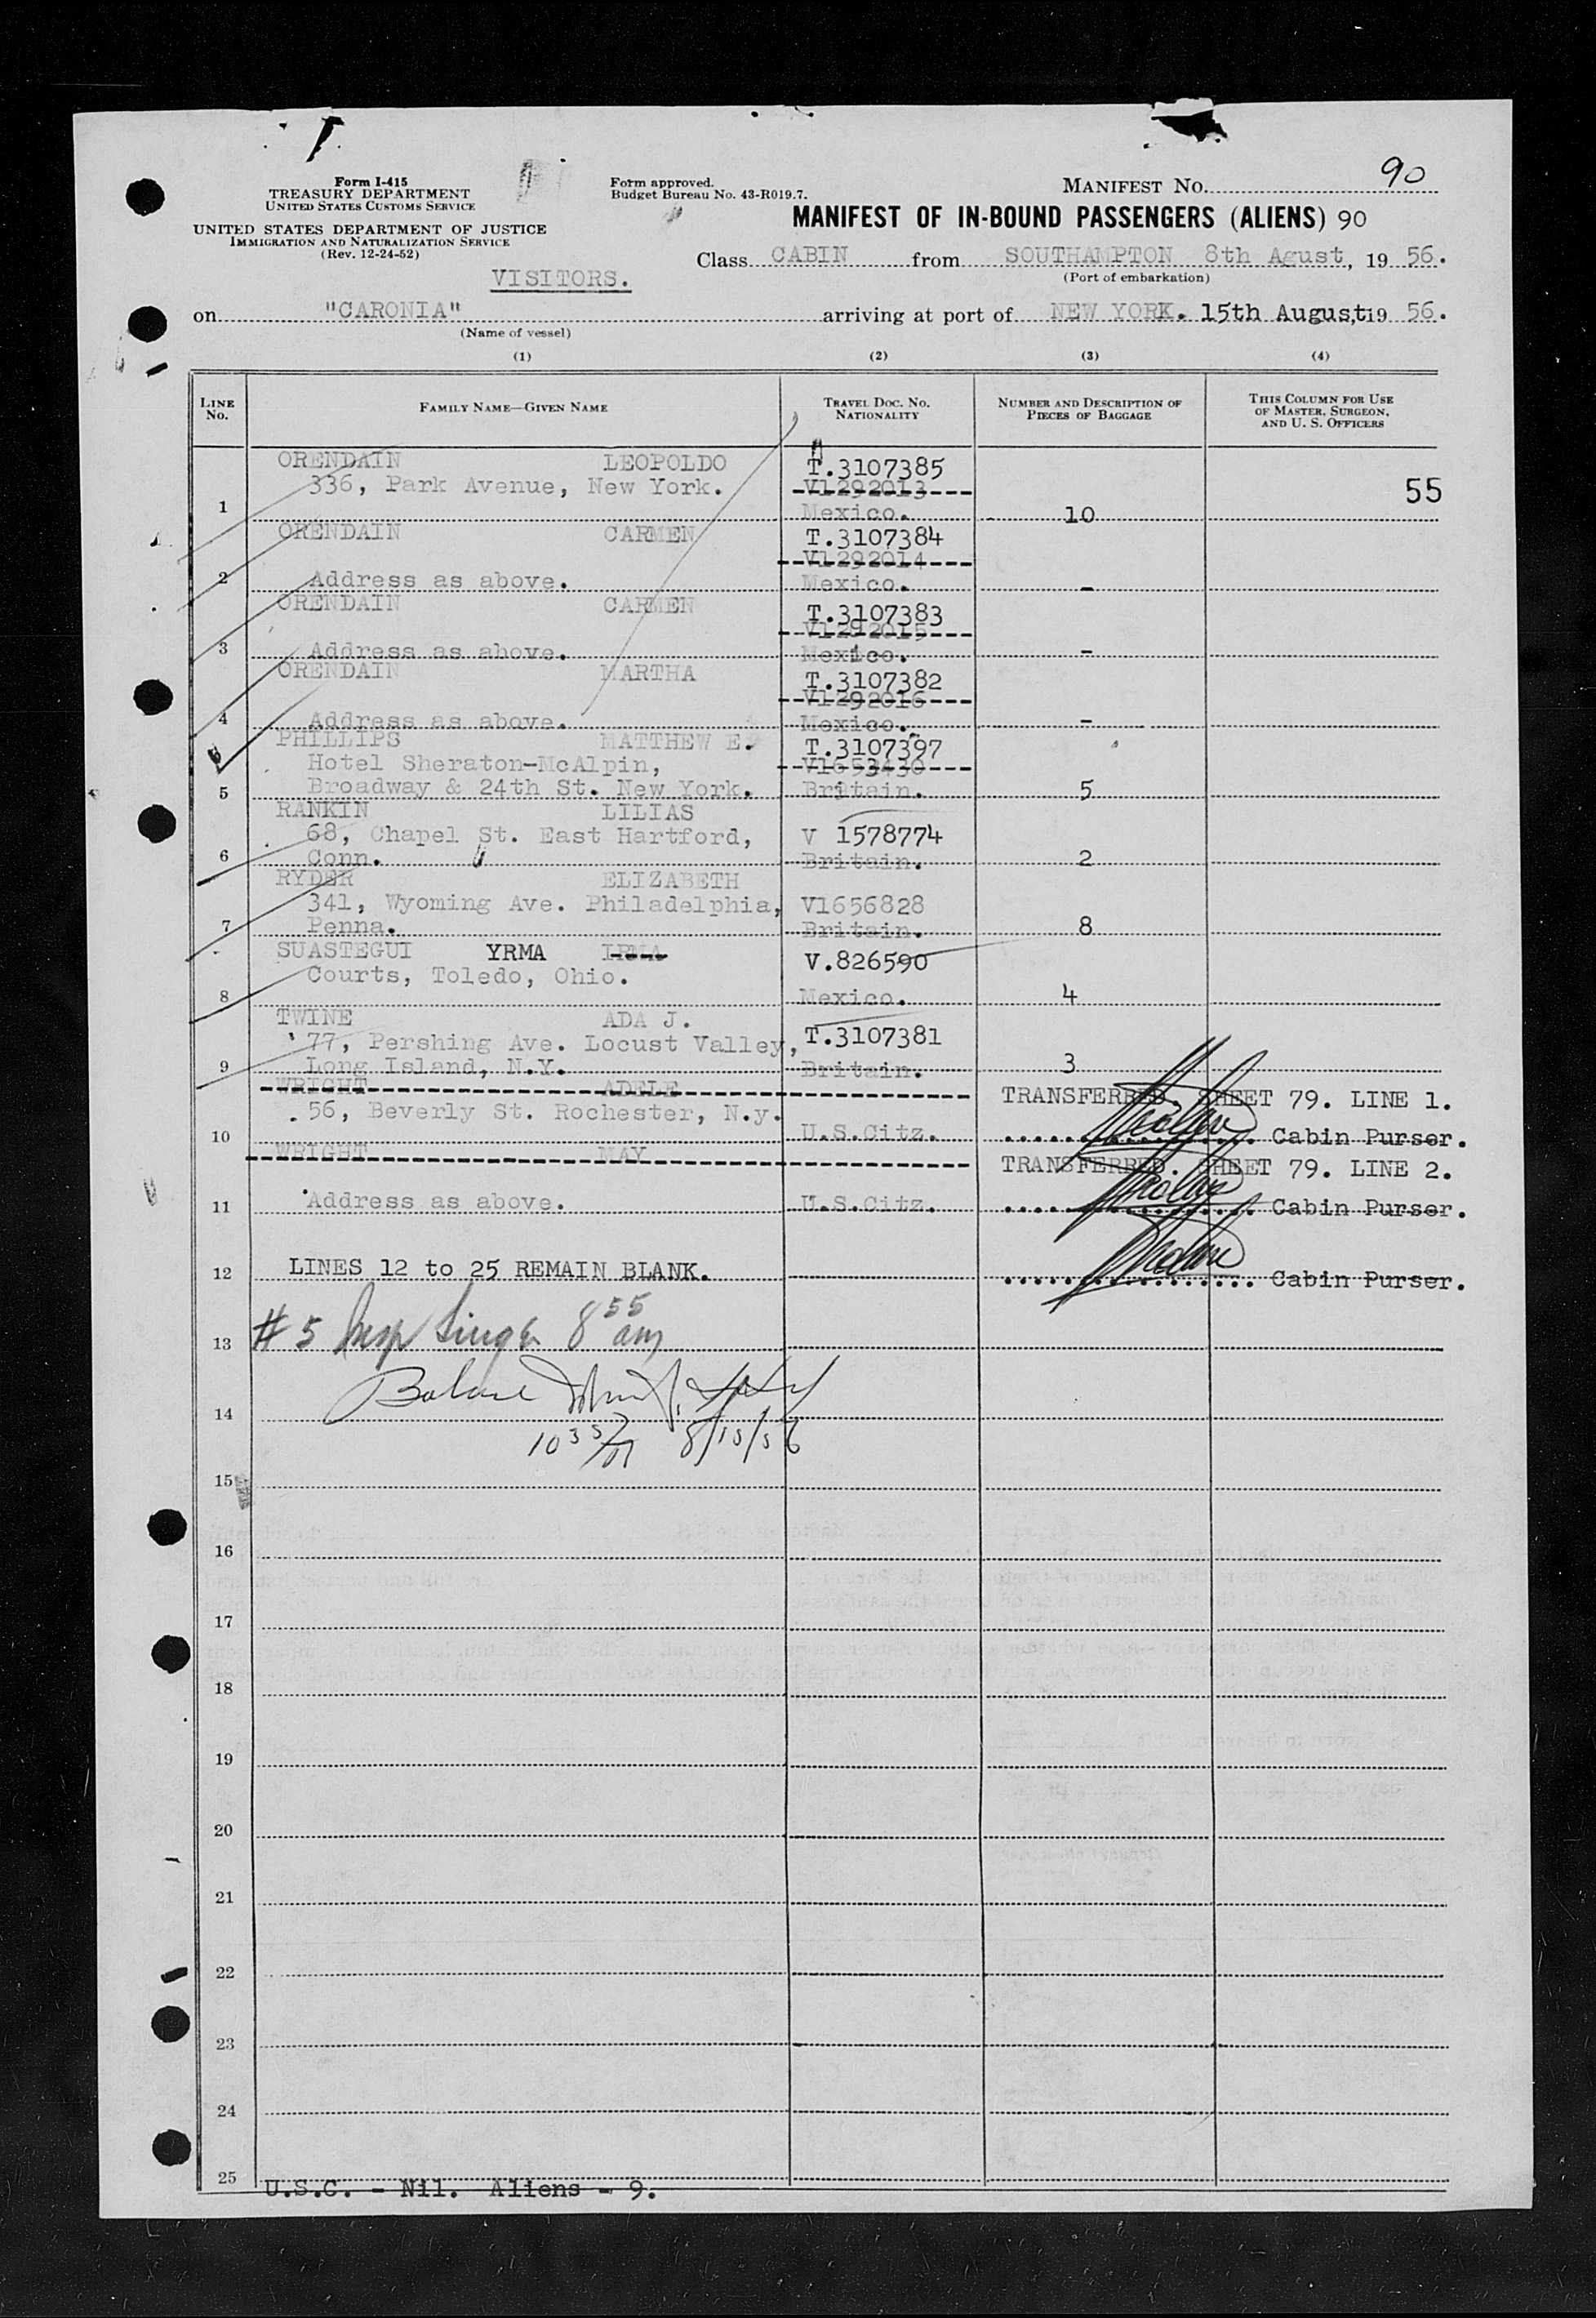 Form I-415
TREASURY DEPARTMENT
UNITED STATES CUSTOMS SERVICE
UNITED STATES DEPARTMENT OF JUSTICE
IMMIGRATION AND NATURALIZATION SERVICE
(Rev. 12-24-52)
Form approved.
Budget Bureau No. 43-R019.7.
MANIFEST NO. 90
MANIFEST OF IN-BOUND PASSENGERS (ALIENS) 90
VISITORS.
Class CABIN from SOUTHAMPTON 8th Agust, 19 56.
(Port of embarkation)
on "CARONIA" arriving at port of NEW YORK. 15th August,19 56.
(Name of vessel)
(1) (2) (3) (4)
LINE NO.
FAMILY NAME—GIVEN NAME
TRAVEL DOC. NO. NATIONALITY
NUMBER AND DESCRIPTION OF PIECES OF BAGGAGE
THIS COLUMN FOR USE OF MASTER, SURGEON, AND U. S. OFFICERS
ORENDAIN LEOPOLDO T.3107385
336, Park Avenue, New York. V1292013 55
1 Mexico. 10
ORENDAIN CARMEN T.3107384
V1292014
2 Address as above. Mexico. -
ORENDAIN CARMEN T.3107383
V1292015
3 Address as above. Mexico. -
ORENDAIN MARTHA T.3107382
V1292016
4 Address as above. Mexico. -
PHILLIPS MATTHEW E. T.3107397
Hotel Sheraton-McAlpin, V1653430
5 Broadway & 24th St. New York. Britain. 5
RANKIN LILIAS
68, Chapel St. East Hartford, V 1578774
6 Conn. Britain. 2
RYDER ELIZABETH
341, Wyoming Ave. Philadelphia, V1656828
7 Penna. Britain. 8
SUASTEGUI YRMA IRMA V.826590
Courts, Toledo, Ohio.
8 Mexico. 4
TWINE ADA J.
77, Pershing Ave. Locust Valley, T.3107381
9 Long Island, N.Y. Britain. 3
WRIGHT ADELE TRANSFERRED. SHEET 79. LINE 1.
56, Beverly St. Rochester, N.y.
10 U.S.Citz. Cabin Purser.
WRIGHT MAY TRANSFERRED. SHEET 79. LINE 2.
11 Address as above. U.S.Citz. Cabin Purser.
12 LINES 12 to 25 REMAIN BLANK. Cabin Purser.
13 # 5 Insp 8 55 am
14 Balance
10 35 8/15/56
15
16
17
18
19
20
21
22
23
24
25
U.S.C. - Nil. Aliens - 9.